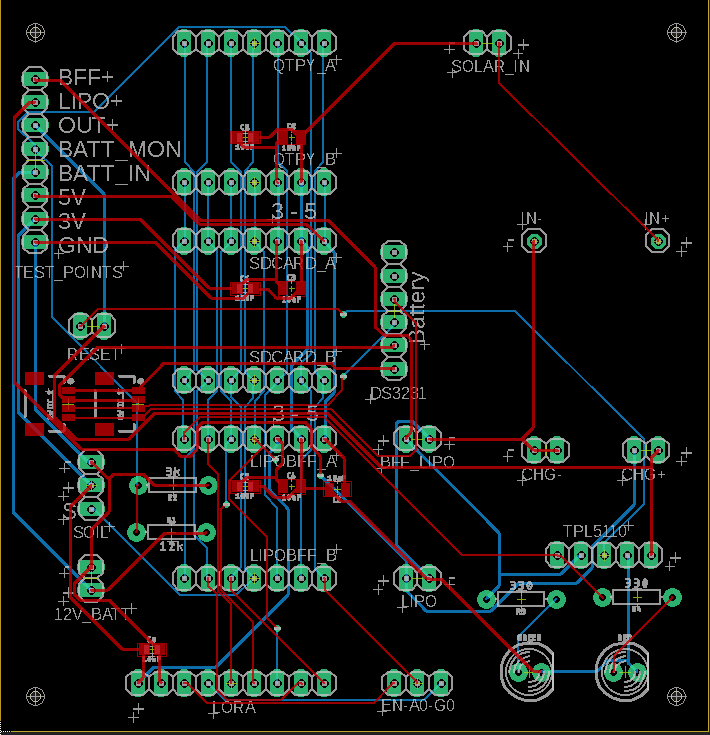 QTPY_A
SOLAR_IN
BFF+
LIPO+
OUT+
BATT_MON
BATT_IN
5V
3V
GND
TEST_POINTS
QTPY_B
3-5
IN-
IN+
SDCARD_A
Battery
RESET
SDCARD_B
DS3231
3-5
LIPOBFF_A
BFF_LIPO
CHG-
CHG+
3k
SOIL
12k
TPL5110
LIPOBFF_B
12V_BATT
LIPO
330
330
LORA
EN-A0-G0